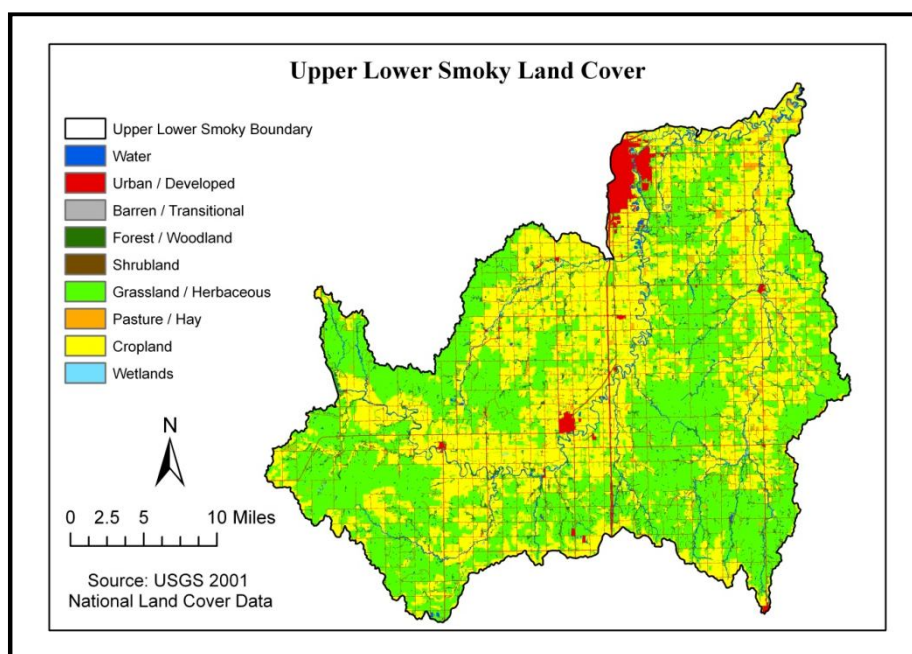 Upper Lower Smoky Land Cover
Upper Lower Smoky Boundary
Water
Urban / Developed
Barren / Transitional
Forest / Woodland
Shrubland
Grassland / Herbaceous
Pasture / Hay
Cropland
Wetlands
N
0 2.5 5 10 Miles
Source: USGS 2001
National Land Cover Data